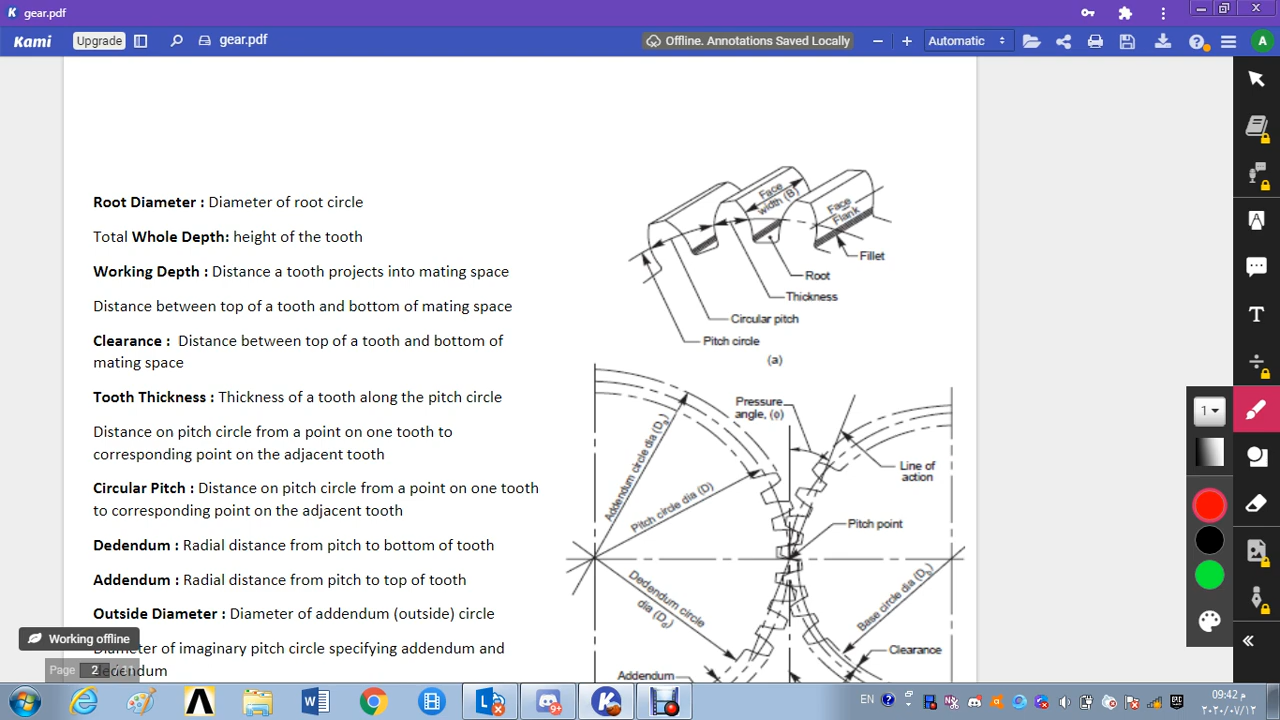 gear.pdf
Kami
Upgrade
gear.pdf
Offline. Annotations Saved Locally
Automatic
A
Root Diameter : Diameter of root circle
Total Whole Depth: height of the tooth
Working Depth : Distance a tooth projects into mating space
Distance between top of a tooth and bottom of mating space
Clearance : Distance between top of a tooth and bottom of
mating space
Tooth Thickness : Thickness of a tooth along the pitch circle
Distance on pitch circle from a point on one tooth to
corresponding point on the adjacent tooth
Circular Pitch : Distance on pitch circle from a point on one tooth
to corresponding point on the adjacent tooth
Dedendum : Radial distance from pitch to bottom of tooth
Addendum : Radial distance from pitch to top of tooth
Outside Diameter : Diameter of addendum (outside) circle
Diameter of imaginary pitch circle specifying addendum and
dedendum
Face
width (B)
Face
Flank
Fillet
Root
Thickness
Circular pitch
Pitch circle
(a)
Pressure
angle, (ϕ)
Line of
action
Addendum circle dia (Da)
Pitch circle dia (D)
Pitch point
Dedendum circle
dia (Dd)
Base circle dia (Db)
Clearance
Addendum
1
Working offline
Page 2
EN
09:42 م
٢٠٢٠/٠٧/١٢